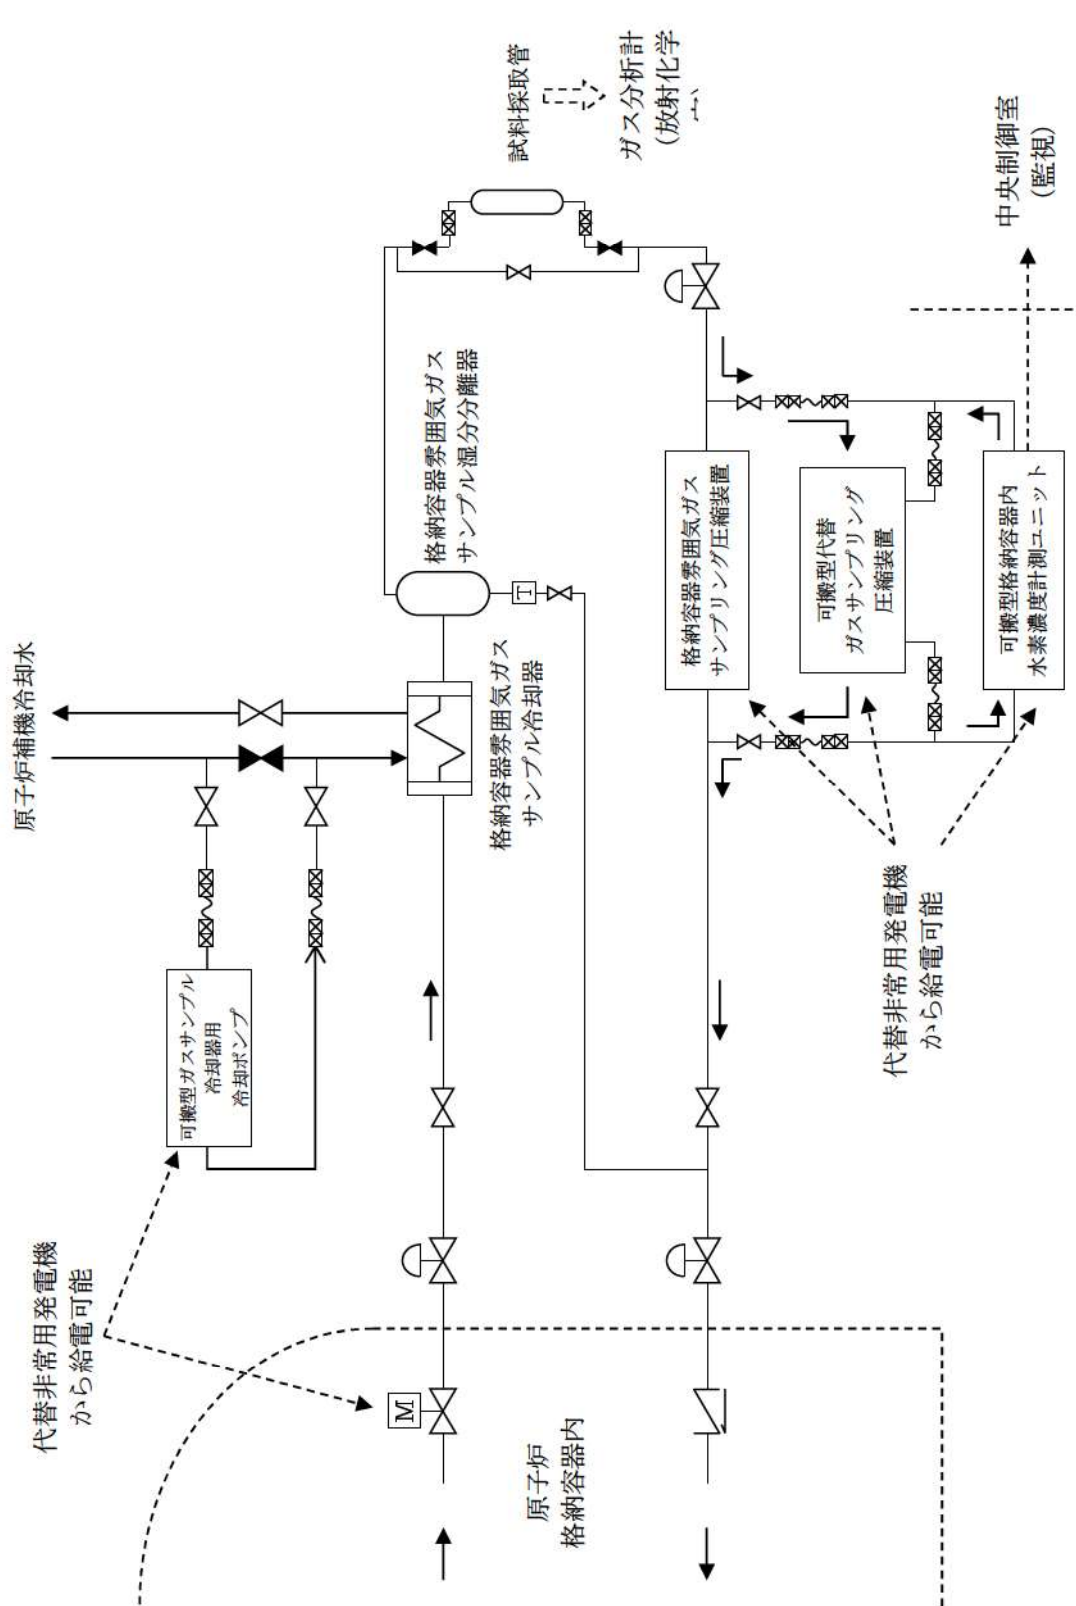 原子炉補機冷却水
代替非常用発電機
から給電可能
可搬型ガスサンプル
冷却器用
冷却ポンプ
M
格納容器雰囲気ガス
サンプル湿分分離器
格納容器雰囲気ガス
サンプル冷却器
T
試料採取管
ガス分析計
(放射化学
原子炉
格納容器内
格納容器雰囲気ガス
サンプリング圧縮装置
可搬型代替
ガスサンプリング
圧縮装置
代替非常用発電機
から給電可能
可搬型格納容器内
水素濃度計測ユニット
中央制御室
(監視)